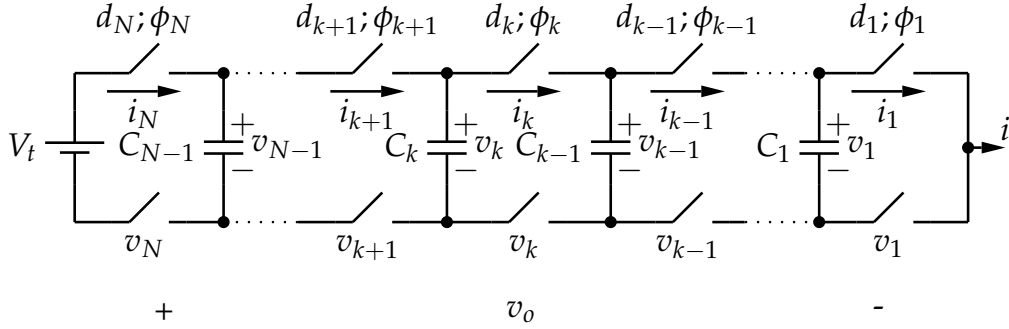 d_N; ϕ_N d_{k+1}; ϕ_{k+1} d_k; ϕ_k d_{k−1}; ϕ_{k−1} d_1; ϕ_1
i_N i_{k+1} i_k i_{k−1} i_1 i
V_t C_{N−1} + v_{N−1} − C_k + v_k − C_{k−1} + v_{k−1} − C_1 + v_1 −
v_N v_{k+1} v_k v_{k−1} v_1
+ v_o -